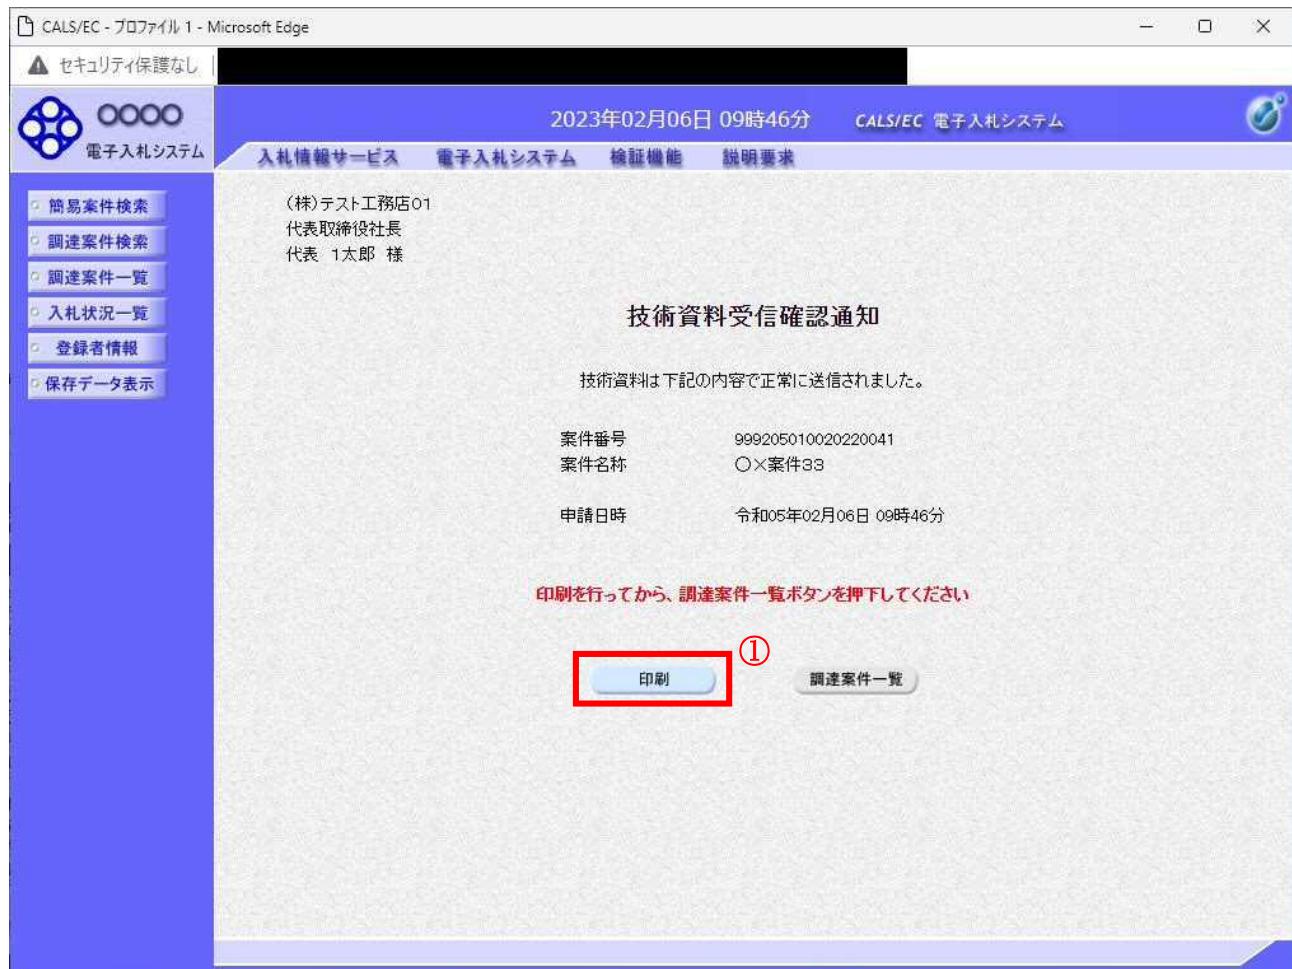 CALS/EC - プロファイル 1 - Microsoft Edge
セキュリティ保護なし
○○○○
電子入札システム
2023年02月06日 09時46分
CALS/EC 電子入札システム
入札情報サービス 電子入札システム 検証機能 説明要求
簡易案件検索
調達案件検索
調達案件一覧
入札状況一覧
登録者情報
保存データ表示
(株)テスト工務店01
代表取締役社長
代表 1太郎 様
技術資料受信確認通知
技術資料は下記の内容で正常に送信されました。
案件番号 999205010020220041
案件名称 〇×案件33
申請日時 令和05年02月06日 09時46分
印刷を行ってから、調達案件一覧ボタンを押下してください
①
印刷 調達案件一覧